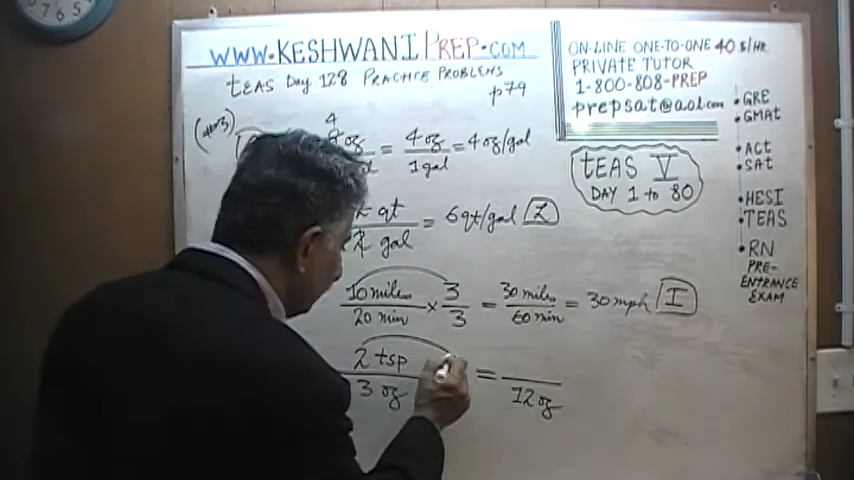 7 6 5
WWW.KESHWANIPREP.COM
TEAS Day 128 PRACTICE PROBLEMS
p79
ON-LINE ONE-TO-ONE 40 $/HR
PRIVATE TUTOR
1-800-808-PREP
prepsat@aol.com
TEAS V
DAY 1 to 80
• GRE
• GMAT
• ACT
• SAT
• HESI
• TEAS
• RN
PRE-
ENTRANCE
EXAM
4
oz = 4 oz / 1 gal = 4 oz/gal
qt / gal = 6 qt/gal
10 miles / 20 min × 3 / 3 = 30 miles / 60 min = 30 mph I
2 tsp / 3 oz = / 12 oz